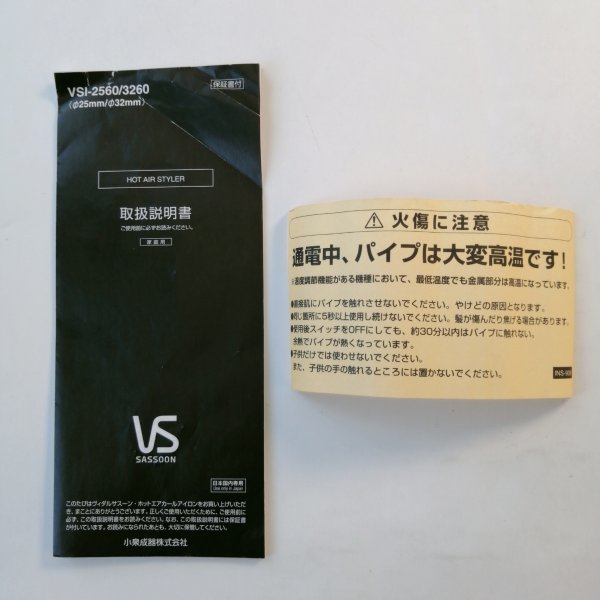 VSI-2560/3260
（φ25mm/φ32mm）
保証書付
HOT AIR STYLER
取扱説明書
ご使用前に必ずお読みください。
家庭用
VS
SASSOON
日本国内専用
Use only in Japan
このたびはヴィダルサスーン・ホットエアカールアイロンをお買い上げいただ
き、まことにありがとうございます。正しくご使用いただくために、ご使用前に
必ず、この取扱説明書をお読みください。なお、この取扱説明書には保証書
が付いています。お読みになられたあとも、大切に保管してください。
小泉成器株式会社
⚠ 火傷に注意
通電中、パイプは大変高温です!
※温度調節機能がある機種において、最低温度でも金属部分は高温になっています。
●直接肌にパイプを触れさせないでください。やけどの原因となります。
●同じ箇所に5秒以上使用し続けないでください。髪が傷んだり焦げる場合があります。
●使用後スイッチをOFFにしても、約30分以内はパイプに触れない。
余熱でパイプが熱くなっています。
●子供だけでは使わせないでください。
また、子供の手の触れるところには置かないでください。